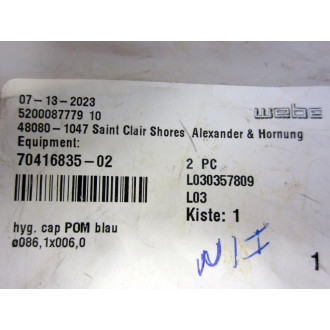 07-13-2023
webe
5200087779 10
48080-1047 Saint Clair Shores Alexander & Hornung
Equipment:
70416835-02
2 PC
L030357809
L03
Kiste: 1
hyg. cap POM blau
ø086,1x006,0
1